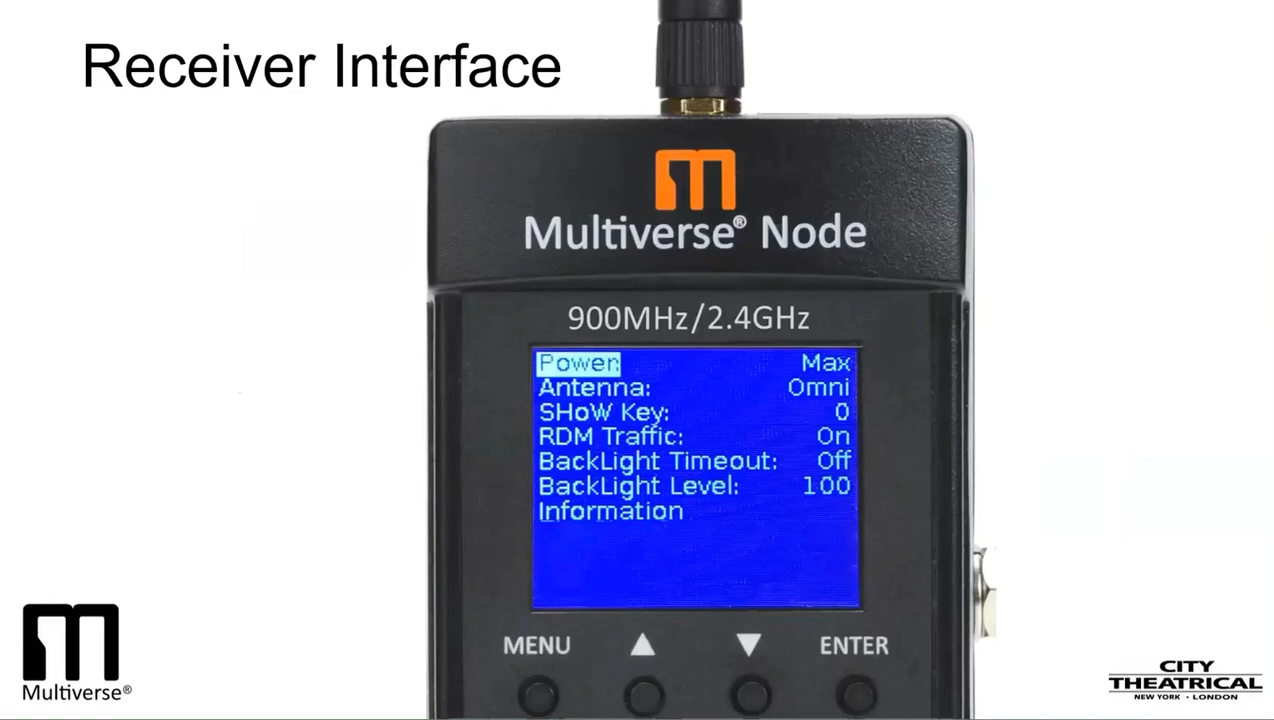 Receiver Interface
Multiverse® Node
900MHz/2.4GHz
Power: Max
Antenna: Omni
SHoW Key: 0
RDM Traffic: On
BackLight Timeout: Off
BackLight Level: 100
Information
MENU ▲ ▼ ENTER
Multiverse®
CITY
THEATRICAL
NEW YORK • LONDON